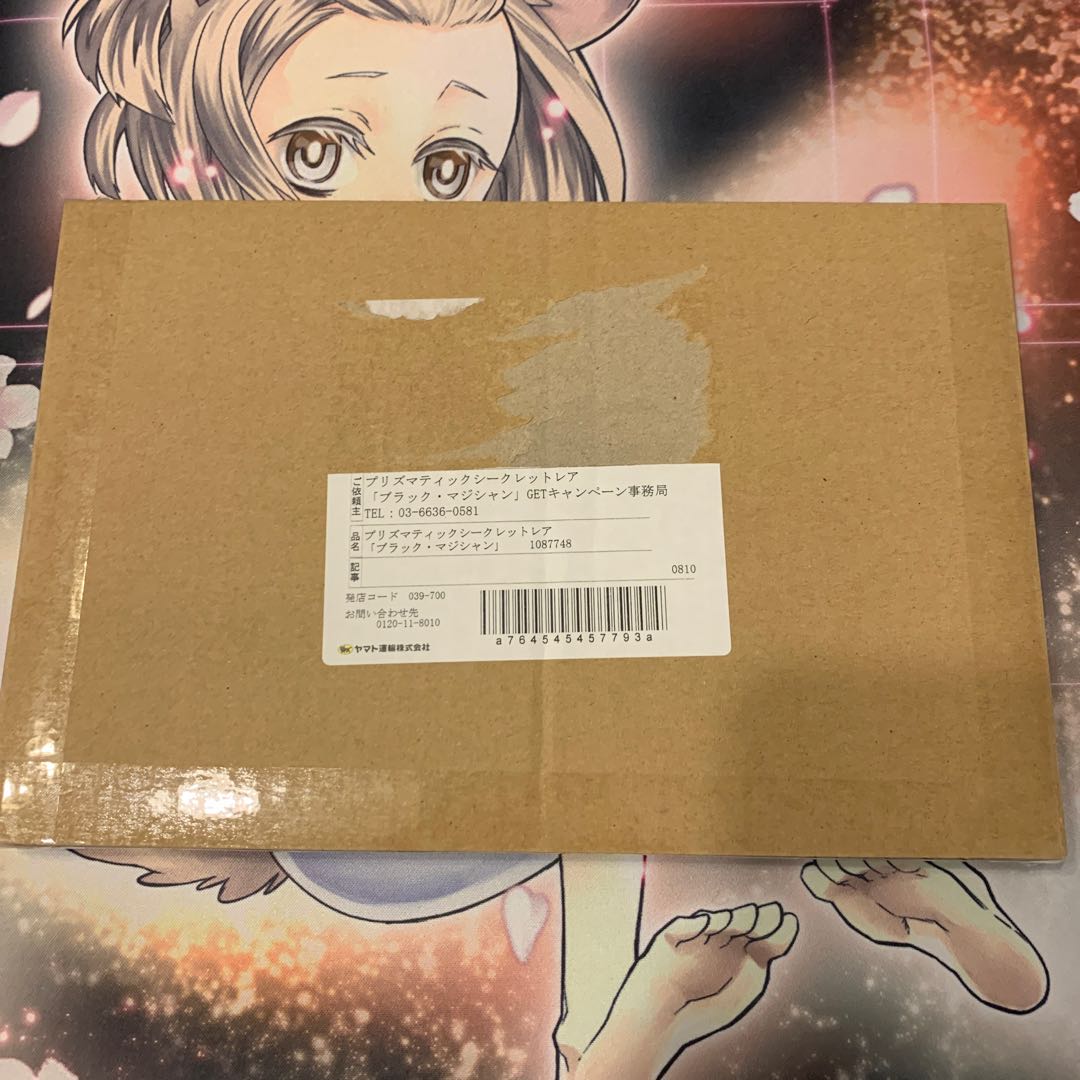 ご依頼主
プリズマティックシークレットレア
「ブラック・マジシャン」GETキャンペーン事務局
TEL : 03-6636-0581
品名
プリズマティックシークレットレア
「ブラック・マジシャン」 1087748
記事
0810
発店コード 039-700
お問い合わせ先
0120-11-8010
a764545457793a
ヤマト運輸株式会社